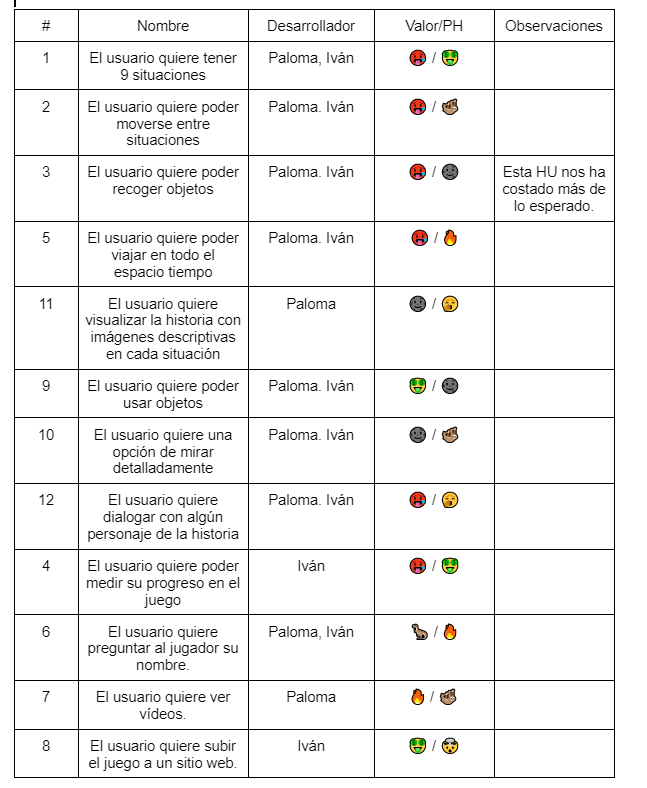 # Nombre Desarrollador Valor/PH Observaciones
1 El usuario quiere tener Paloma, Iván 🥵 / 🤑
9 situaciones
2 El usuario quiere poder Paloma. Iván 🥵 / 🤏🏽
moverse entre
situaciones
3 El usuario quiere poder Paloma. Iván 🥵 / 🌚 Esta HU nos ha
recoger objetos costado más de
lo esperado.
5 El usuario quiere poder Paloma. Iván 🥵 / 🔥
viajar en todo el
espacio tiempo
11 El usuario quiere Paloma 🌚 / 🥱
visualizar la historia con
imágenes descriptivas
en cada situación
9 El usuario quiere poder Paloma. Iván 🤑 / 🌚
usar objetos
10 El usuario quiere una Paloma. Iván 🌚 / 🤏🏽
opción de mirar
detalladamente
12 El usuario quiere Paloma. Iván 🥵 / 🥱
dialogar con algún
personaje de la historia
4 El usuario quiere poder Iván 🥵 / 🤑
medir su progreso en el
juego
6 El usuario quiere Paloma, Iván 🦕 / 🔥
preguntar al jugador su
nombre.
7 El usuario quiere ver Paloma 🔥 / 🤏🏽
vídeos.
8 El usuario quiere subir Iván 🤑 / 🤯
el juego a un sitio web.